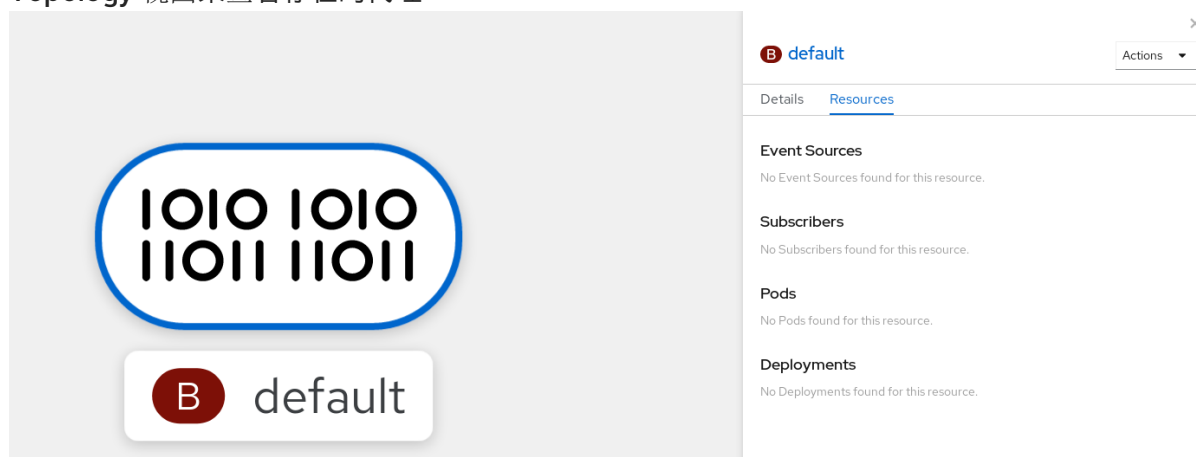 1010 1010
11011 11011
B default
B default
Actions
Details Resources
Event Sources
No Event Sources found for this resource.
Subscribers
No Subscribers found for this resource.
Pods
No Pods found for this resource.
Deployments
No Deployments found for this resource.